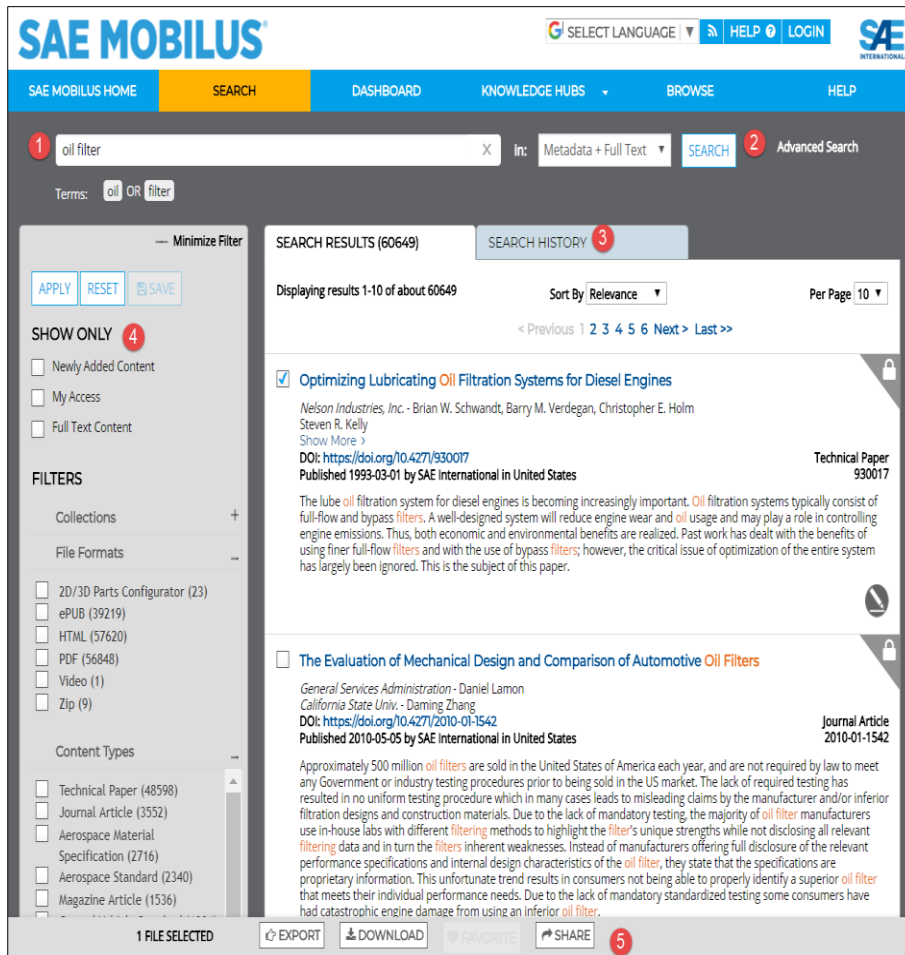 SAE MOBILUS®
G SELECT LANGUAGE ▼ HELP ? LOGIN
SAE
INTERNATIONAL
SAE MOBILUS HOME SEARCH DASHBOARD KNOWLEDGE HUBS BROWSE HELP
1 oil filter X in: Metadata + Full Text ▼ SEARCH 2 Advanced Search
Terms: oil OR filter
— Minimize Filter
APPLY RESET SAVE
SHOW ONLY 4
Newly Added Content
My Access
Full Text Content
FILTERS
Collections +
File Formats _
2D/3D Parts Configurator (23)
ePUB (39219)
HTML (57620)
PDF (56848)
Video (1)
Zip (9)
Content Types _
Technical Paper (48598)
Journal Article (3552)
Aerospace Material
Specification (2716)
Aerospace Standard (2340)
Magazine Article (1536)
SEARCH RESULTS (60649) SEARCH HISTORY 3
Displaying results 1-10 of about 60649 Sort By Relevance ▼ Per Page 10 ▼
< Previous 1 2 3 4 5 6 Next > Last >>
Optimizing Lubricating Oil Filtration Systems for Diesel Engines
Nelson Industries, Inc. - Brian W. Schwandt, Barry M. Verdegan, Christopher E. Holm
Steven R. Kelly
Show More >
DOI: https://doi.org/10.4271/930017 Technical Paper
Published 1993-03-01 by SAE International in United States 930017
The lube oil filtration system for diesel engines is becoming increasingly important. Oil filtration systems typically consist of
full-flow and bypass filters. A well-designed system will reduce engine wear and oil usage and may play a role in controlling
engine emissions. Thus, both economic and environmental benefits are realized. Past work has dealt with the benefits of
using finer full-flow filters and with the use of bypass filters; however, the critical issue of optimization of the entire system
has largely been ignored. This is the subject of this paper.
The Evaluation of Mechanical Design and Comparison of Automotive Oil Filters
General Services Administration - Daniel Lamon
California State Univ. - Daming Zhang
DOI: https://doi.org/10.4271/2010-01-1542 Journal Article
Published 2010-05-05 by SAE International in United States 2010-01-1542
Approximately 500 million oil filters are sold in the United States of America each year, and are not required by law to meet
any Government or industry testing procedures prior to being sold in the US market. The lack of required testing has
resulted in no uniform testing procedure which in many cases leads to misleading claims by the manufacturer and/or inferior
filtration designs and construction materials. Due to the lack of mandatory testing, the majority of oil filter manufacturers
use in-house labs with different filtering methods to highlight the filter's unique strengths while not disclosing all relevant
filtering data and in turn the filters inherent weaknesses. Instead of manufacturers offering full disclosure of the relevant
performance specifications and internal design characteristics of the oil filter, they state that the specifications are
proprietary information. This unfortunate trend results in consumers not being able to properly identify a superior oil filter
that meets their individual performance needs. Due to the lack of mandatory standardized testing some consumers have
had catastrophic engine damage from using an inferior oil filter.
1 FILE SELECTED EXPORT DOWNLOAD FAVORITE SHARE 5